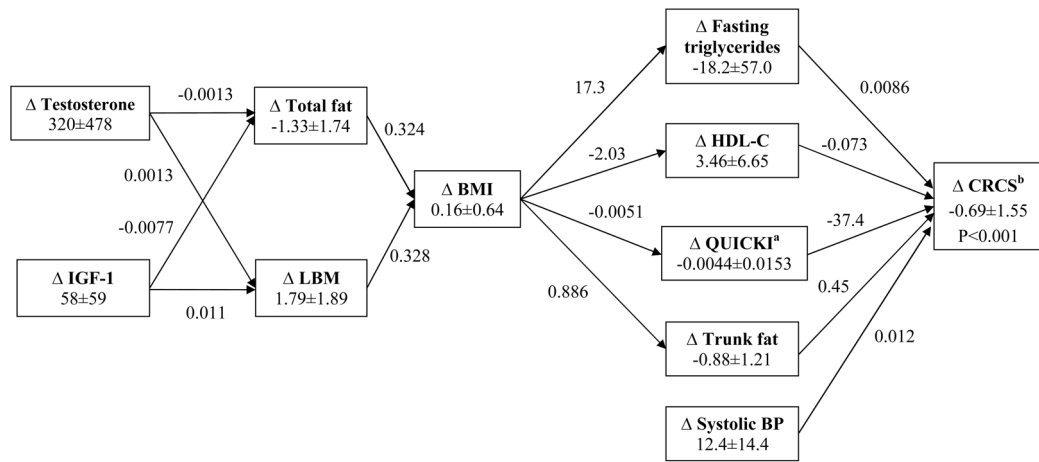 Δ Testosterone
320±478
Δ IGF-1
58±59
-0.0013
0.0013
-0.0077
0.011
Δ Total fat
-1.33±1.74
Δ LBM
1.79±1.89
0.324
0.328
Δ BMI
0.16±0.64
17.3
-2.03
-0.0051
0.886
Δ Fasting
triglycerides
-18.2±57.0
Δ HDL-C
3.46±6.65
Δ QUICKIᵃ
-0.0044±0.0153
Δ Trunk fat
-0.88±1.21
Δ Systolic BP
12.4±14.4
0.0086
-0.073
-37.4
0.45
0.012
Δ CRCSᵇ
-0.69±1.55
P<0.001